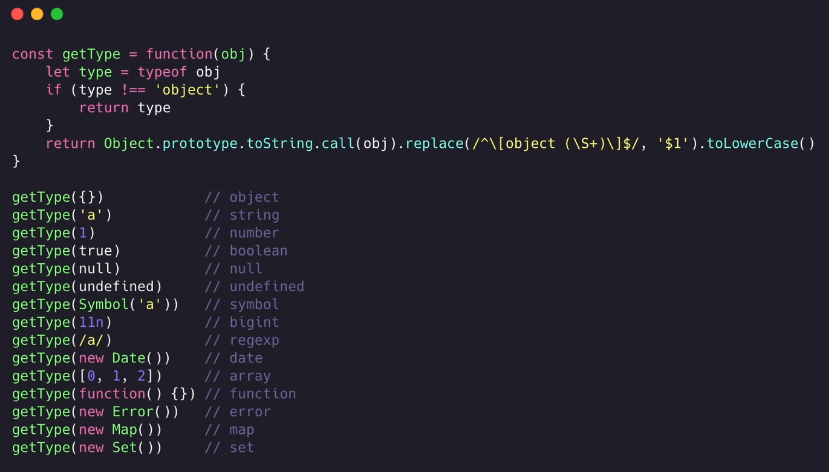 const getType = function(obj) {
    let type = typeof obj
    if (type !== 'object') {
        return type
    }
    return Object.prototype.toString.call(obj).replace(/^\[object (\S+)\]$/, '$1').toLowerCase()
}

getType({})            // object
getType('a')           // string
getType(1)             // number
getType(true)          // boolean
getType(null)          // null
getType(undefined)     // undefined
getType(Symbol('a'))   // symbol
getType(11n)           // bigint
getType(/a/)           // regexp
getType(new Date())    // date
getType([0, 1, 2])     // array
getType(function() {}) // function
getType(new Error())   // error
getType(new Map())     // map
getType(new Set())     // set